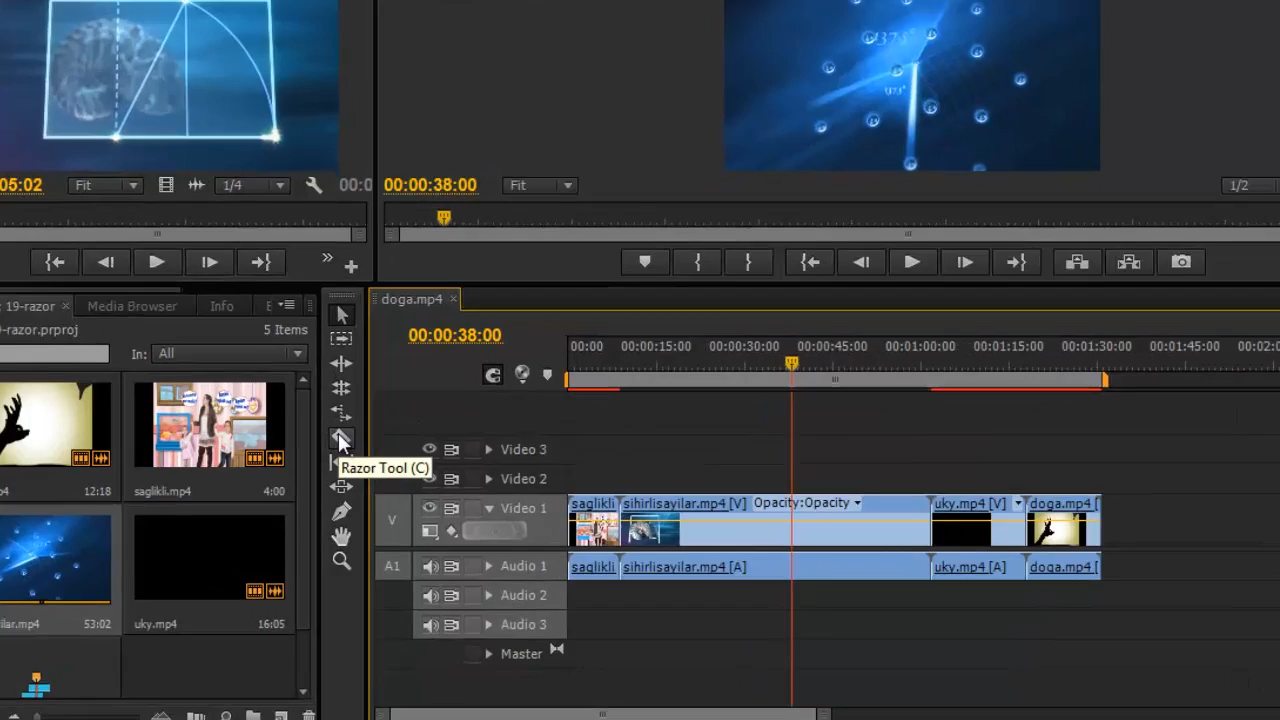 137.5°
05:02
Fit
1/4
00:0
00:00:38:00
Fit
1/2
19-razor
Media Browser
Info
E
doga.mp4
-razor.prproj
5 Items
In:
All
00:00:38:00
00:00
00:00:15:00
00:00:30:00
00:00:45:00
00:01:00:00
00:01:15:00
00:01:30:00
00:01:45:00
00:02:0
p4
12:18
saglikli.mp4
4:00
Razor Tool (C)
Video 3
Video 2
V
Video 1
saglikli
sihirlisayilar.mp4 [V]
Opacity:Opacity
uky.mp4 [V]
doga.mp4 [
A1
Audio 1
saglikli
sihirlisayilar.mp4 [A]
uky.mp4 [A]
doga.mp4 [
ilar.mp4
53:02
uky.mp4
16:05
Audio 2
Audio 3
Master